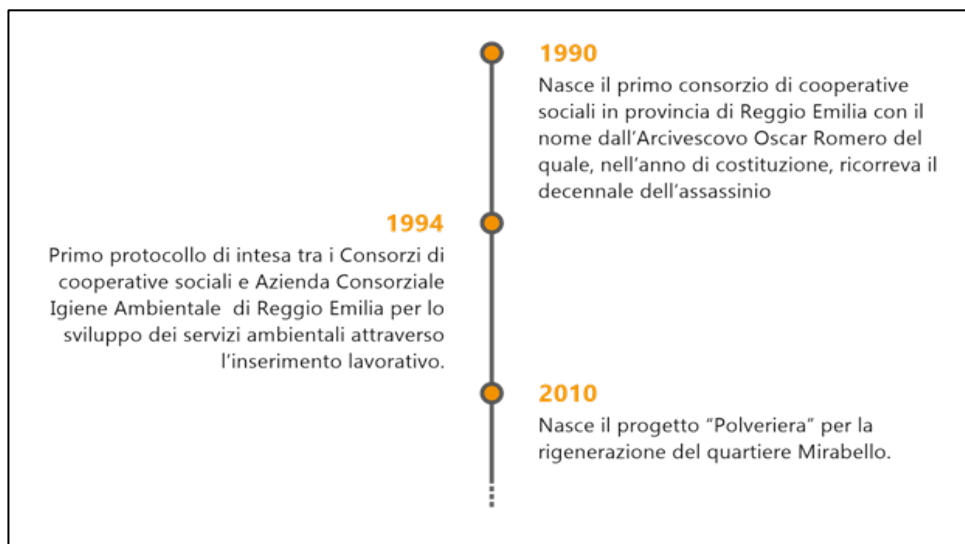 1990
Nasce il primo consorzio di cooperative
sociali in provincia di Reggio Emilia con il
nome dall'Arcivescovo Oscar Romero del
quale, nell'anno di costituzione, ricorreva il
decennale dell'assassinio
1994
Primo protocollo di intesa tra i Consorzi di
cooperative sociali e Azienda Consorziale
Igiene Ambientale  di Reggio Emilia per lo
sviluppo dei servizi ambientali attraverso
l'inserimento lavorativo.
2010
Nasce il progetto “Polveriera” per la
rigenerazione del quartiere Mirabello.